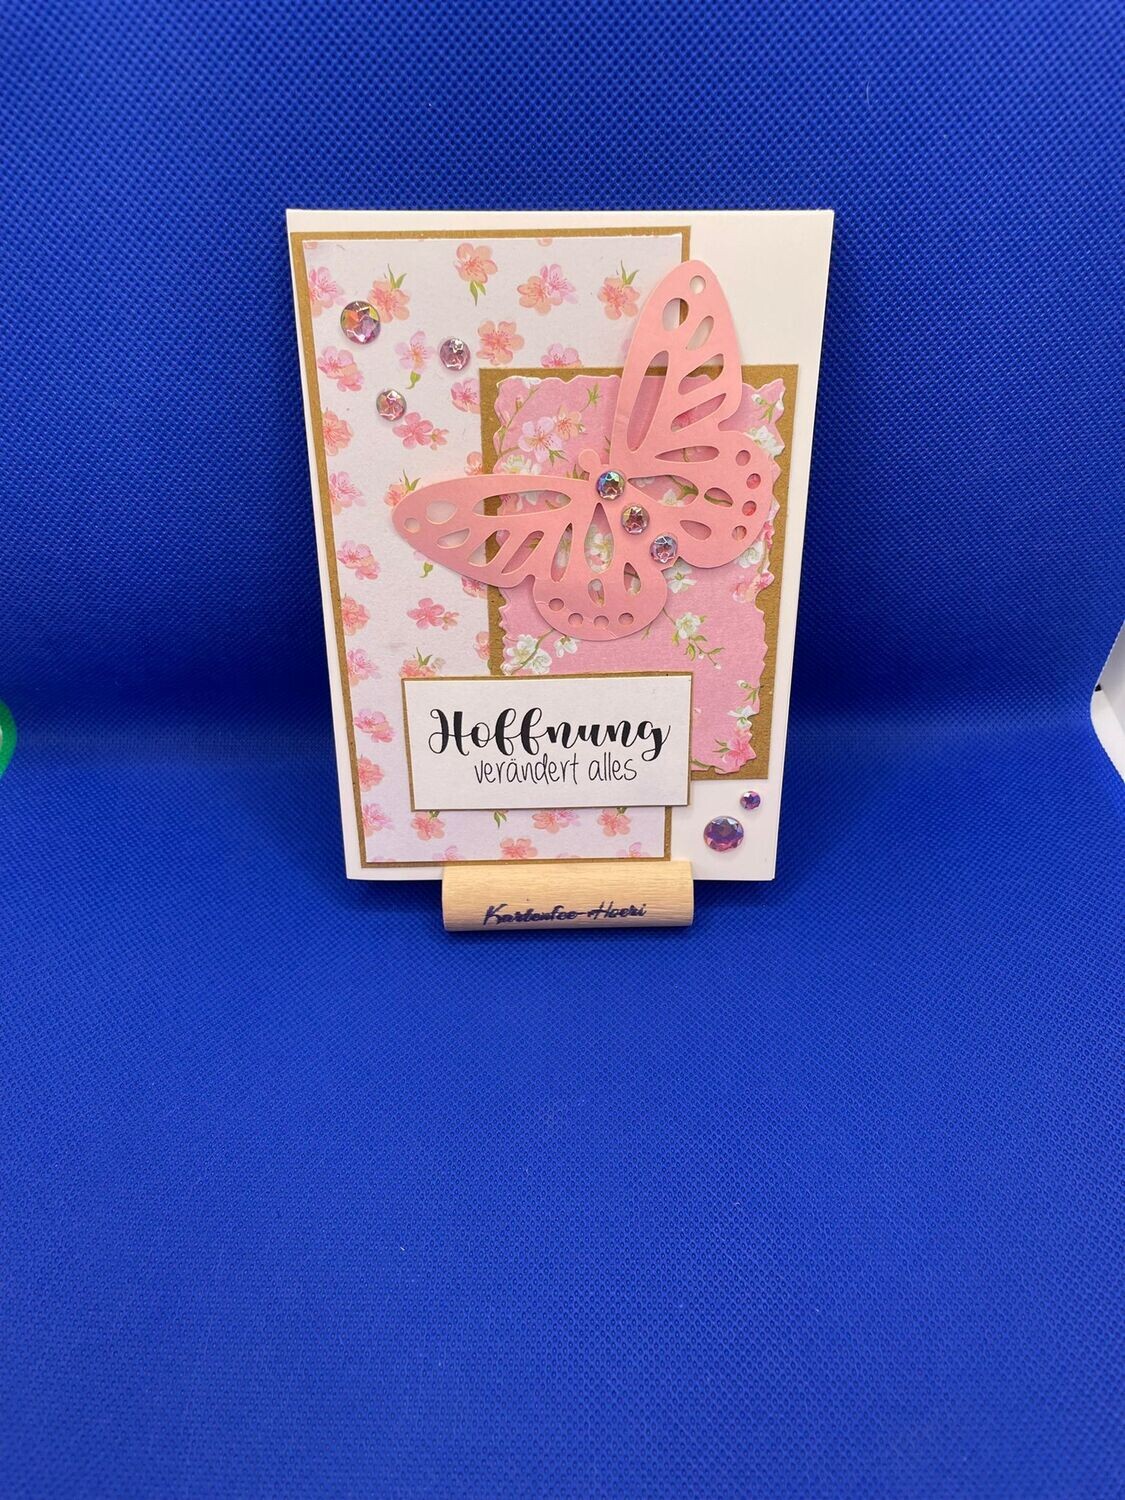 Hoffnung
verändert alles
Kartenfee-Hoeri